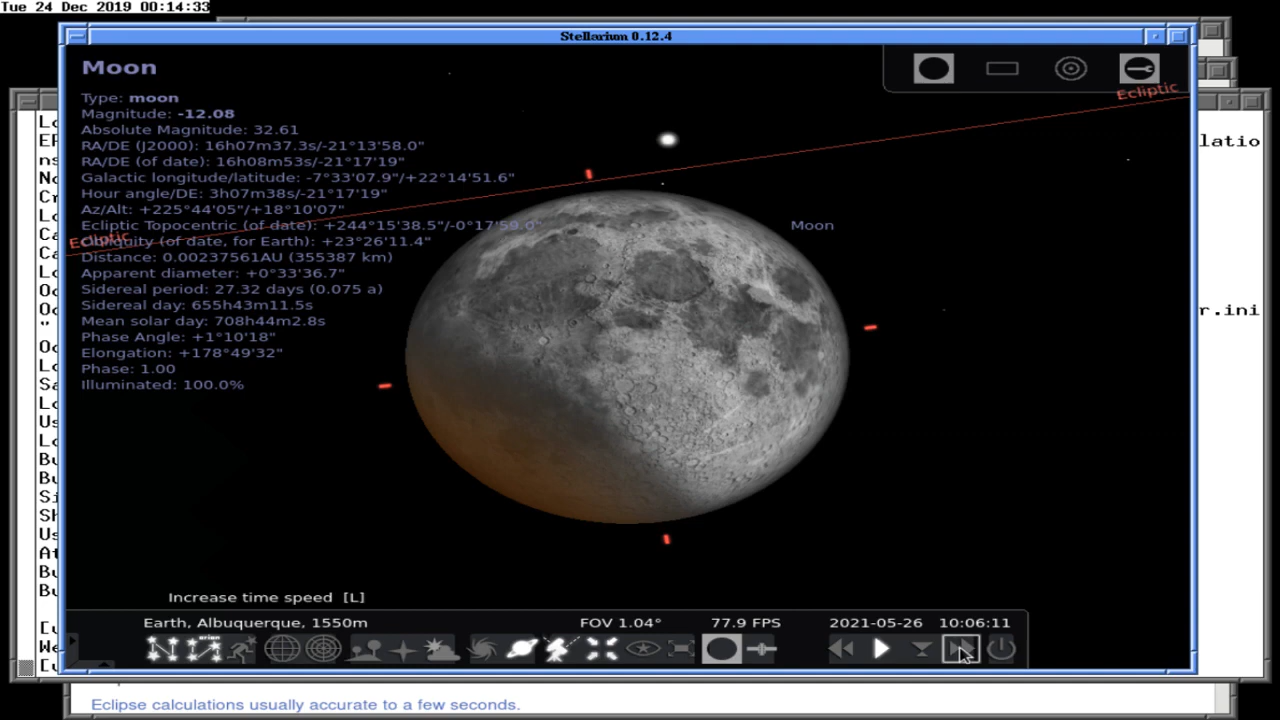 Tue 24 Dec 2019 00:14:33
Stellarium 0.12.4
Moon
Type: moon
Magnitude: -12.08
Absolute Magnitude: 32.61
RA/DE (J2000): 16h07m37.3s/-21°13'58.0"
RA/DE (of date): 16h08m53s/-21°17'19"
Galactic longitude/latitude: -7°33'07.9"/+22°14'51.6"
Hour angle/DE: 3h07m38s/-21°17'19"
Az/Alt: +225°44'05"/+18°10'07"
Ecliptic Topocentric (of date): +244°15'38.5"/-0°17'59.0"
Obliquity (of date, for Earth): +23°26'11.4"
Distance: 0.00237561AU (355387 km)
Apparent diameter: +0°33'36.7"
Sidereal period: 27.32 days (0.075 a)
Sidereal day: 655h43m11.5s
Mean solar day: 708h44m2.8s
Phase Angle: +1°10'18"
Elongation: +178°49'32"
Phase: 1.00
Illuminated: 100.0%
Ecliptic
Ecliptic
Moon
latio
r.ini
Increase time speed [L]
Earth, Albuquerque, 1550m FOV 1.04° 77.9 FPS 2021-05-26 10:06:11
Eclipse calculations usually accurate to a few seconds.